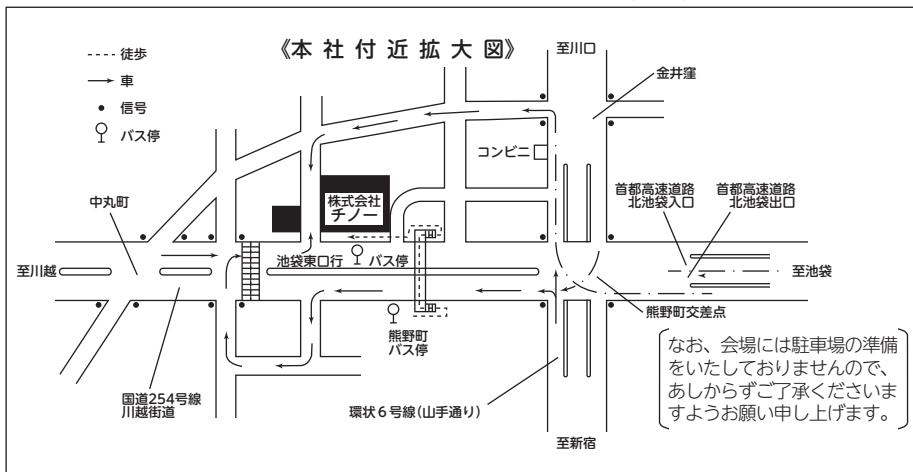 《本社付近拡大図》
徒歩
車
信号
バス停
至川口
金井窪
コンビニ
首都高速道路
北池袋入口
首都高速道路
北池袋出口
中丸町
株式会社
チノー
至川越
池袋東口行
バス停
至池袋
熊野町
バス停
熊野町交差点
国道254号線
川越街道
環状6号線(山手通り)
至新宿
なお、会場には駐車場の準備
をいたしておりませんので、
あしからずご了承くださいま
すようお願い申し上げます。